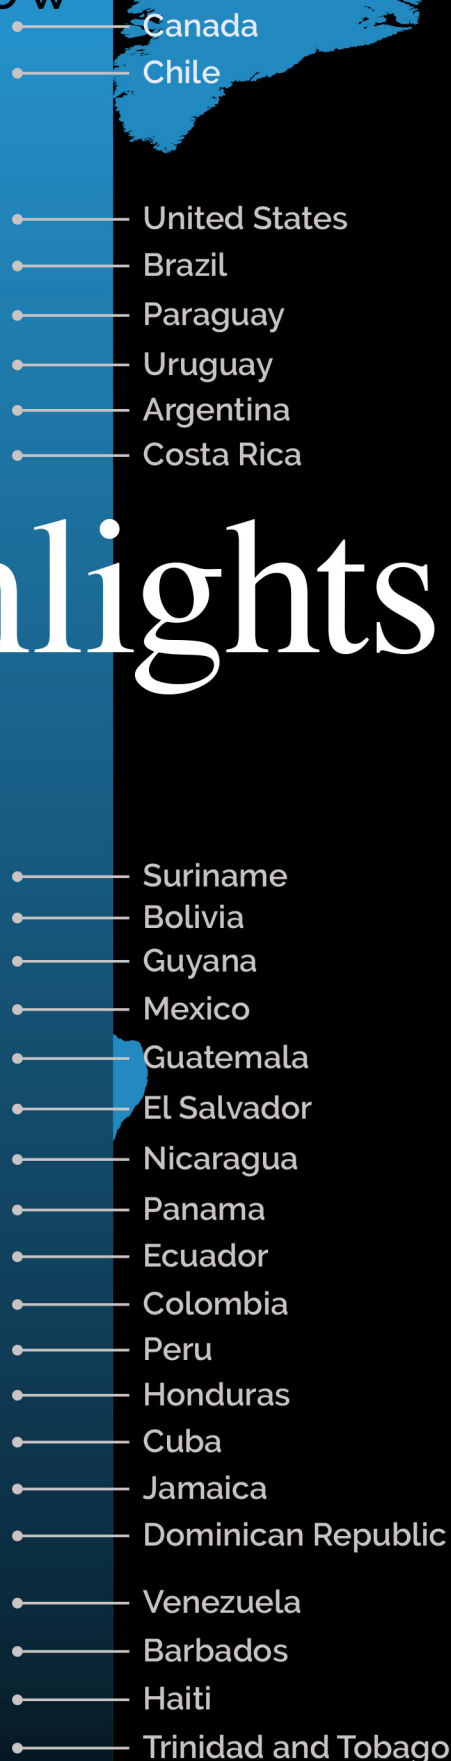 Canada
Chile
United States
Brazil
Paraguay
Uruguay
Argentina
Costa Rica
lights
Suriname
Bolivia
Guyana
Mexico
Guatemala
El Salvador
Nicaragua
Panama
Ecuador
Colombia
Peru
Honduras
Cuba
Jamaica
Dominican Republic
Venezuela
Barbados
Haiti
Trinidad and Tobago